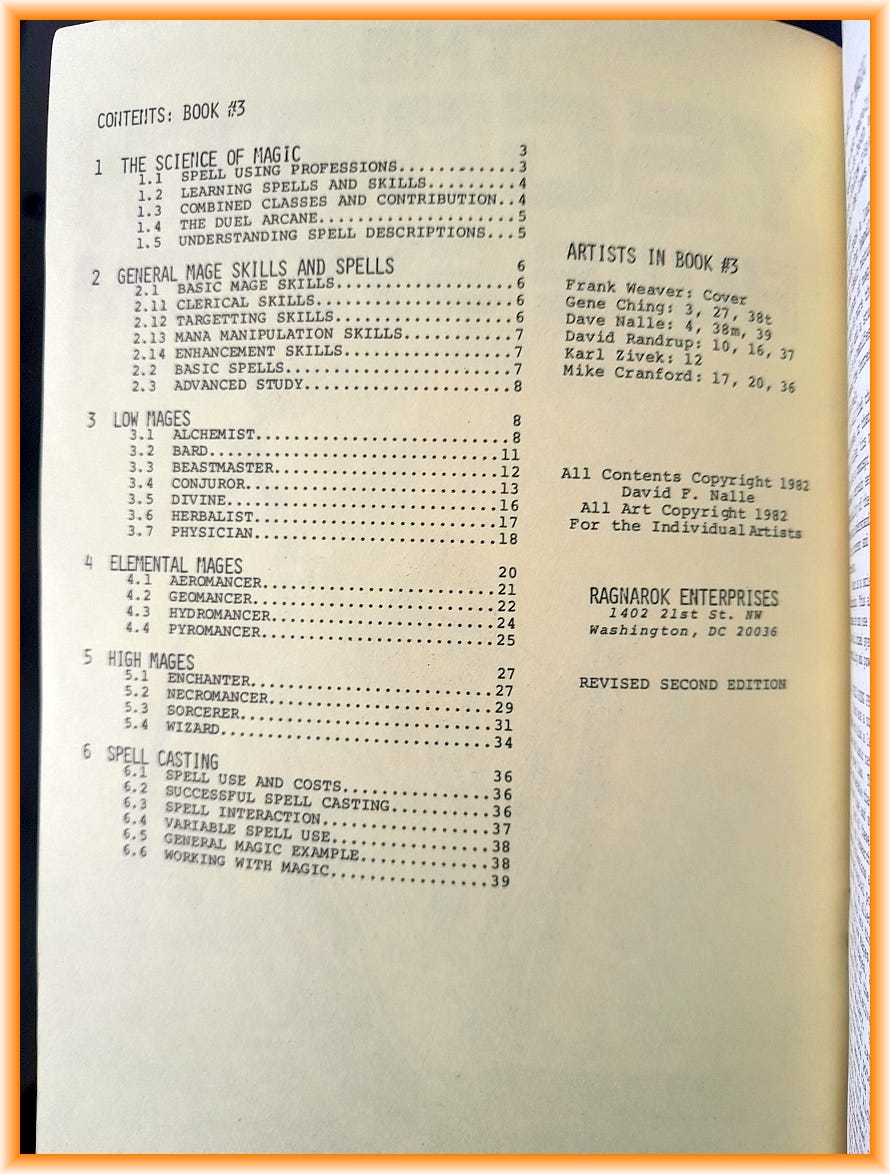 CONTENTS: BOOK #3
1 THE SCIENCE OF MAGIC 3
1.1 SPELL USING PROFESSIONS............3
1.2 LEARNING SPELLS AND SKILLS.........4
1.3 COMBINED CLASSES AND CONTRIBUTION..4
1.4 THE DUEL ARCANE....................5
1.5 UNDERSTANDING SPELL DESCRIPTIONS...5
2 GENERAL MAGE SKILLS AND SPELLS 6
2.1 BASIC MAGE SKILLS..................6
2.11 CLERICAL SKILLS...................6
2.12 TARGETTING SKILLS.................6
2.13 MANA MANIPULATION SKILLS..........7
2.14 ENHANCEMENT SKILLS................7
2.2 BASIC SPELLS.......................7
2.3 ADVANCED STUDY.....................8
3 LOW MAGES 8
3.1 ALCHEMIST..........................8
3.2 BARD..............................11
3.3 BEASTMASTER.......................12
3.4 CONJUROR..........................13
3.5 DIVINE............................16
3.6 HERBALIST.........................17
3.7 PHYSICIAN.........................18
4 ELEMENTAL MAGES 20
4.1 AEROMANCER........................21
4.2 GEOMANCER.........................22
4.3 HYDROMANCER.......................24
4.4 PYROMANCER........................25
5 HIGH MAGES 27
5.1 ENCHANTER.........................27
5.2 NECROMANCER.......................29
5.3 SORCERER..........................31
5.4 WIZARD............................34
6 SPELL CASTING 36
6.1 SPELL USE AND COSTS...............36
6.2 SUCCESSFUL SPELL CASTING..........36
6.3 SPELL INTERACTION.................37
6.4 VARIABLE SPELL USE................38
6.5 GENERAL MAGIC EXAMPLE.............38
6.6 WORKING WITH MAGIC................39
ARTISTS IN BOOK #3
Frank Weaver: Cover
Gene Ching: 3, 27, 38t
Dave Nalle: 4, 38m, 39
David Randrup: 10, 16, 37
Karl Zivek: 12
Mike Cranford: 17, 20, 36
All Contents Copyright 1982
David F. Nalle
All Art Copyright 1982
For the Individual Artists
RAGNAROK ENTERPRISES
1402 21st St. NW
Washington, DC 20036
REVISED SECOND EDITION